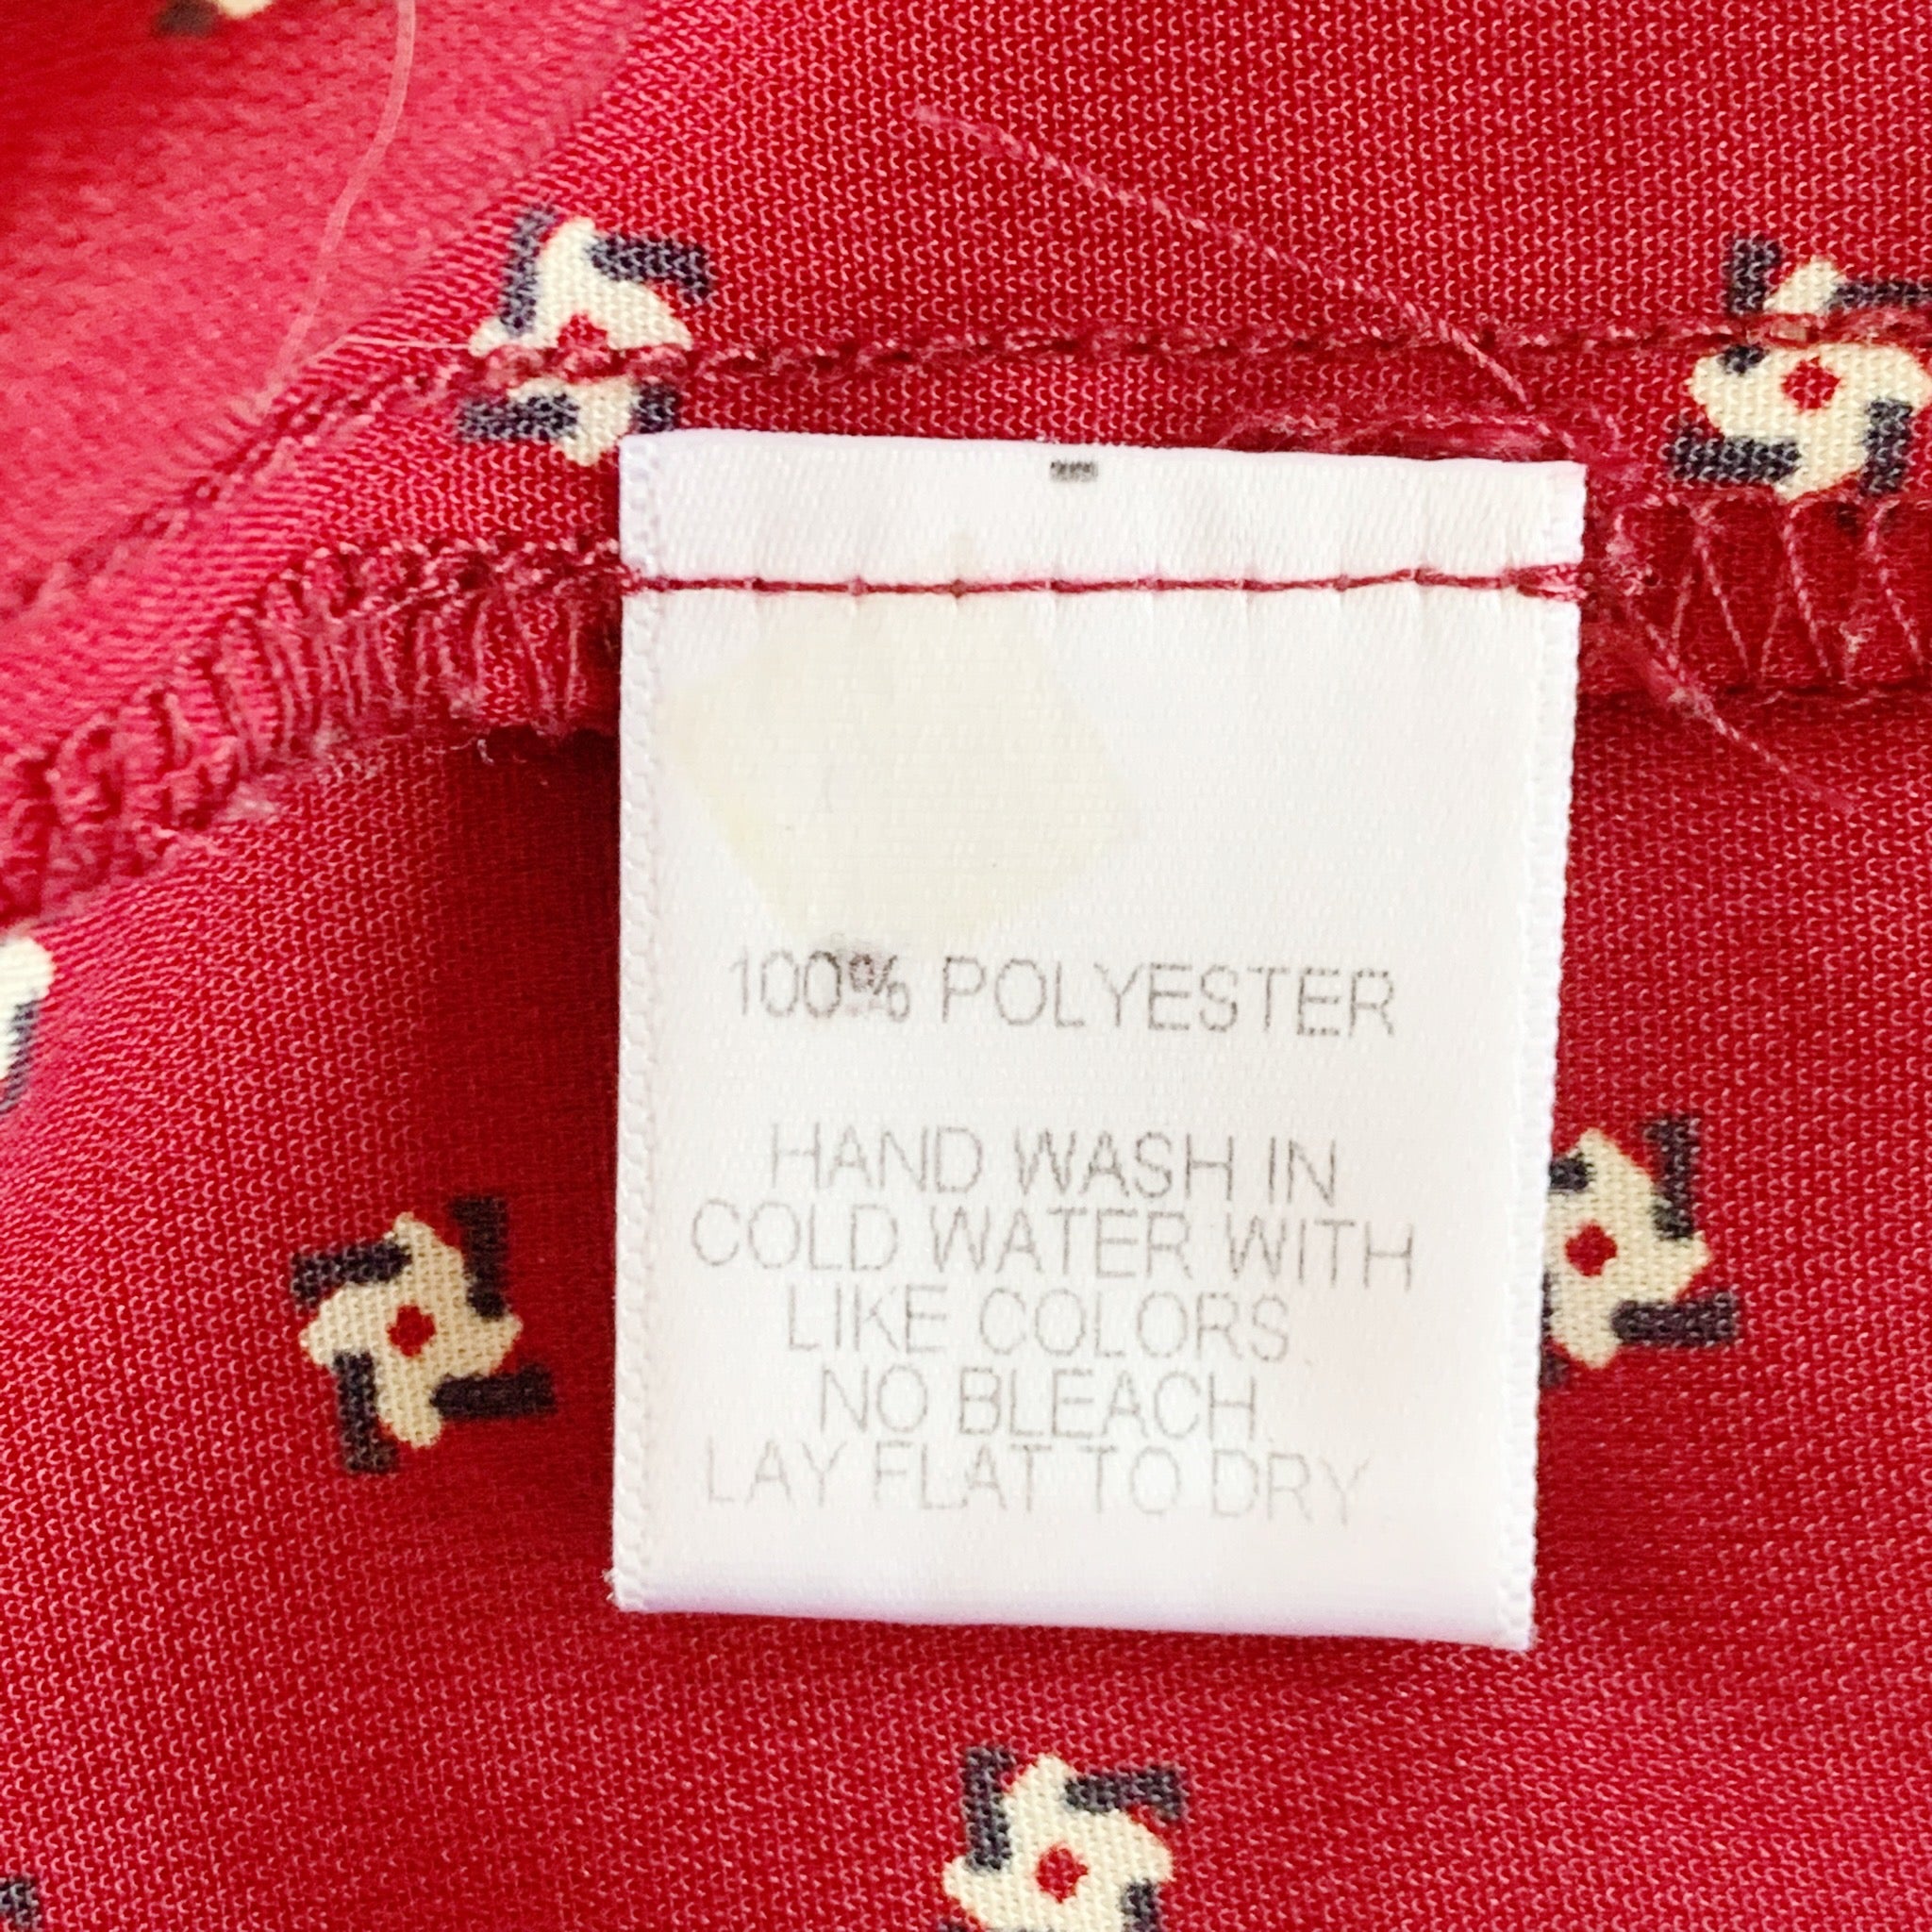 100% POLYESTER
HAND WASH IN
COLD WATER WITH
LIKE COLORS.
NO BLEACH.
LAY FLAT TO DRY